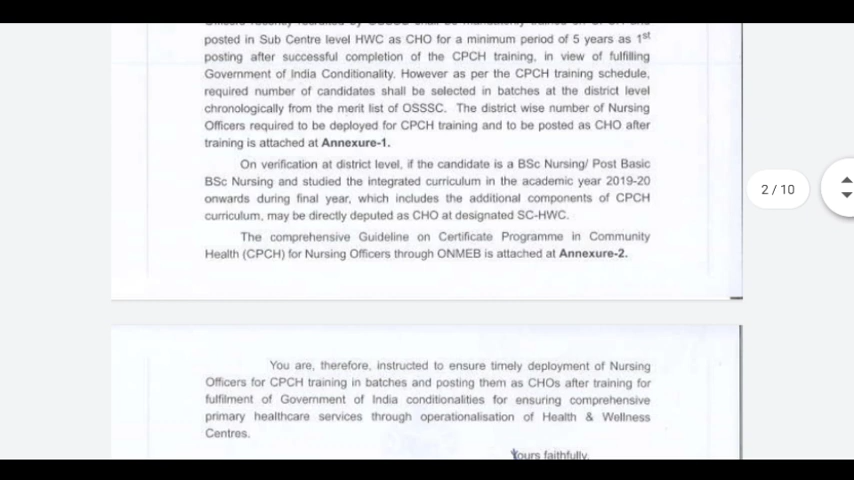 posted in Sub Centre level HWC as CHO for a minimum period of 5 years as 1st
posting after successful completion of the CPCH training, in view of fulfilling
Government of India Conditionality. However as per the CPCH training schedule,
required number of candidates shall be selected in batches at the district level
chronologically from the merit list of OSSSC. The district wise number of Nursing
Officers required to be deployed for CPCH training and to be posted as CHO after
training is attached at Annexure-1.
On verification at district level, if the candidate is a BSc Nursing/ Post Basic
BSc Nursing and studied the integrated curriculum in the academic year 2019-20
onwards during final year, which includes the additional components of CPCH
curriculum, may be directly deputed as CHO at designated SC-HWC.
2 / 10
The comprehensive Guideline on Certificate Programme in Community
Health (CPCH) for Nursing Officers through ONMEB is attached at Annexure-2.
You are, therefore, instructed to ensure timely deployment of Nursing
Officers for CPCH training in batches and posting them as CHOs after training for
fulfilment of Government of India conditionalities for ensuring comprehensive
primary healthcare services through operationalisation of Health & Wellness
Centres.
Yours faithfully,